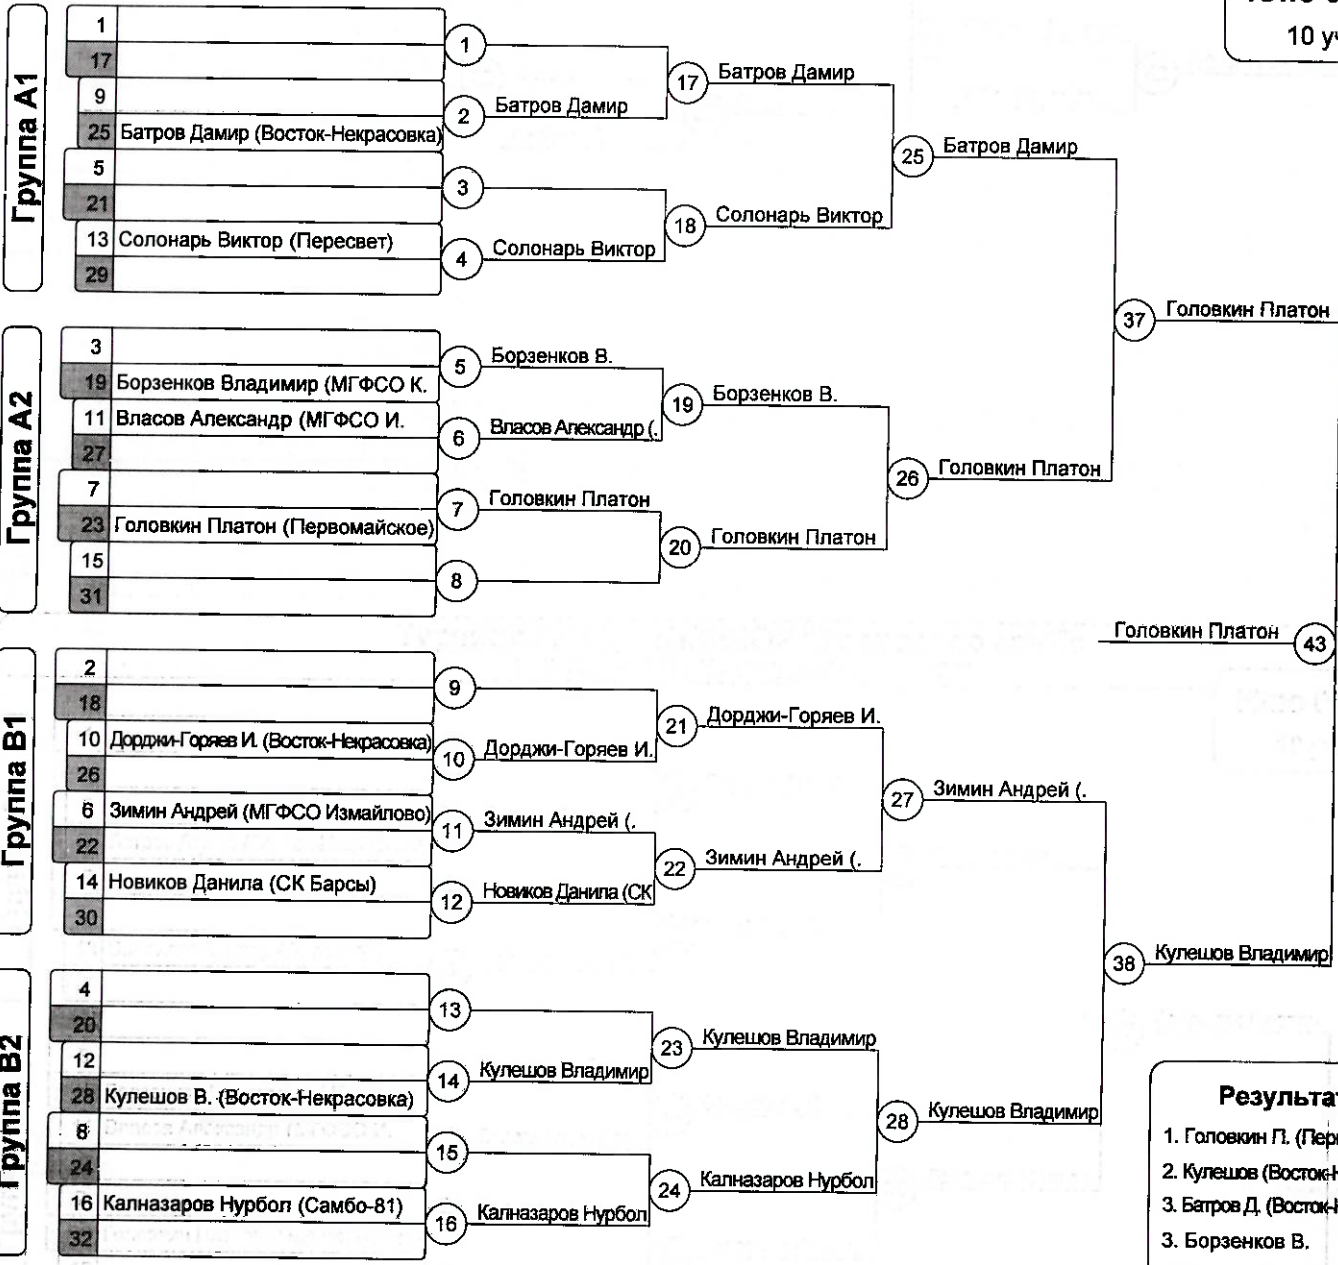 10
Группа A1
1
17
9
25 Батров Дамир (Восток-Некрасовка)
5
21
13 Солонарь Виктор (Пересвет)
29
1
2 Батров Дамир
3
4 Солонарь Виктор
17 Батров Дамир
18 Солонарь Виктор
25 Батров Дамир
Группа A2
3
19 Борзенков Владимир (МГФСО К.
11 Власов Александр (МГФСО И.
27
7
23 Головкин Платон (Первомайское)
15
31
5 Борзенков В.
6 Власов Александр (.
7 Головкин Платон
8
19 Борзенков В.
20 Головкин Платон
26 Головкин Платон
37 Головкин Платон
Головкин Платон 43
Группа B1
2
18
10 Дорджи-Горяев И. (Восток-Некрасовка)
26
6 Зимин Андрей (МГФСО Измайлово)
22
14 Новиков Данила (СК Барсы)
30
9
10 Дорджи-Горяев И.
11 Зимин Андрей (.
12 Новиков Данила (СК
21 Дорджи-Горяев И.
22 Зимин Андрей (.
27 Зимин Андрей (.
Группа B2
4
20
12
28 Кулешов В. (Восток-Некрасовка)
8
24
16 Калназаров Нурбол (Самбо-81)
32
13
14 Кулешов Владимир
15
16 Калназаров Нурбол
23 Кулешов Владимир
24 Калназаров Нурбол
28 Кулешов Владимир
38 Кулешов Владимир
Результа
1. Головкин П. (Пер
2. Кулешов (Восток-
3. Батров Д. (Восток-
3. Борзенков В.